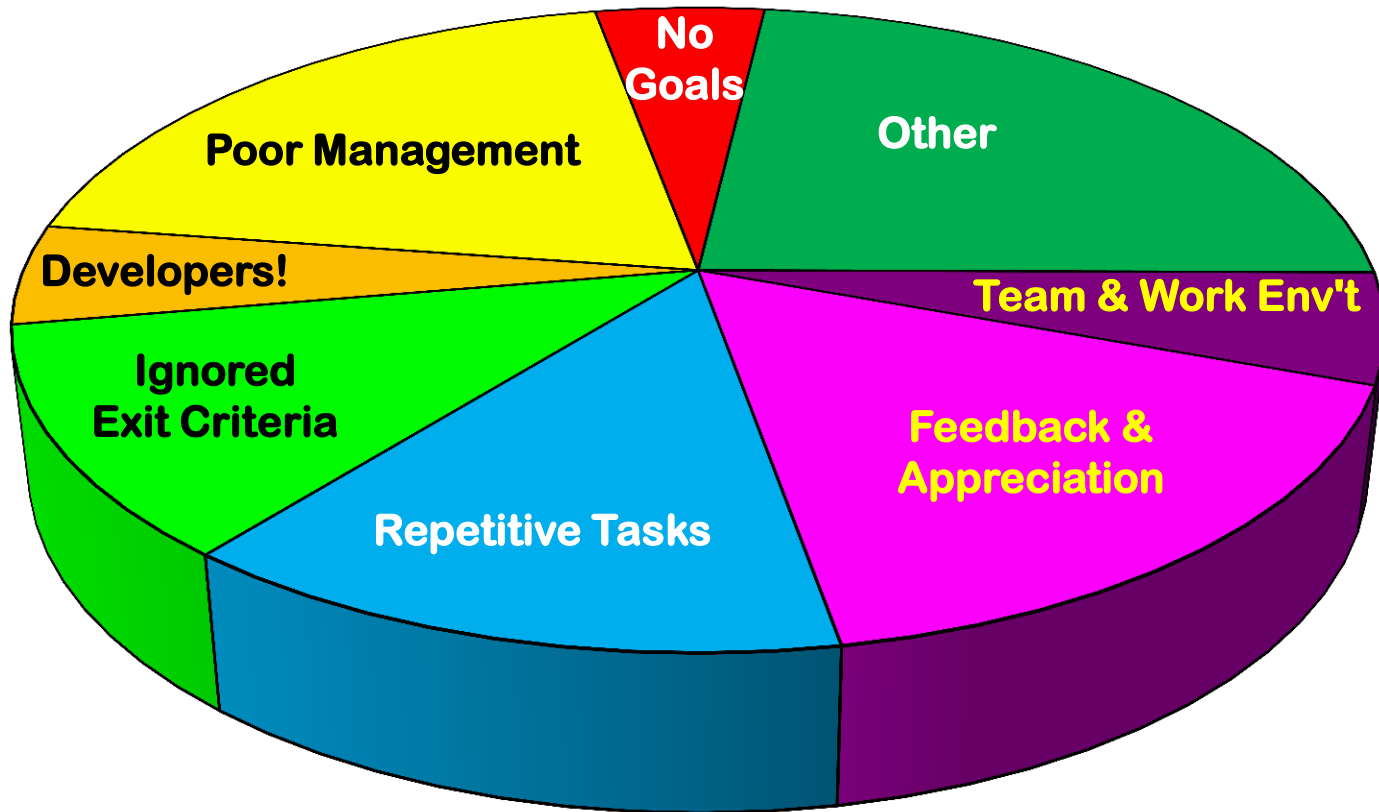 No
Goals
Other
Poor Management
Developers!
Team & Work Env't
Ignored
Exit Criteria
Feedback &
Appreciation
Repetitive Tasks